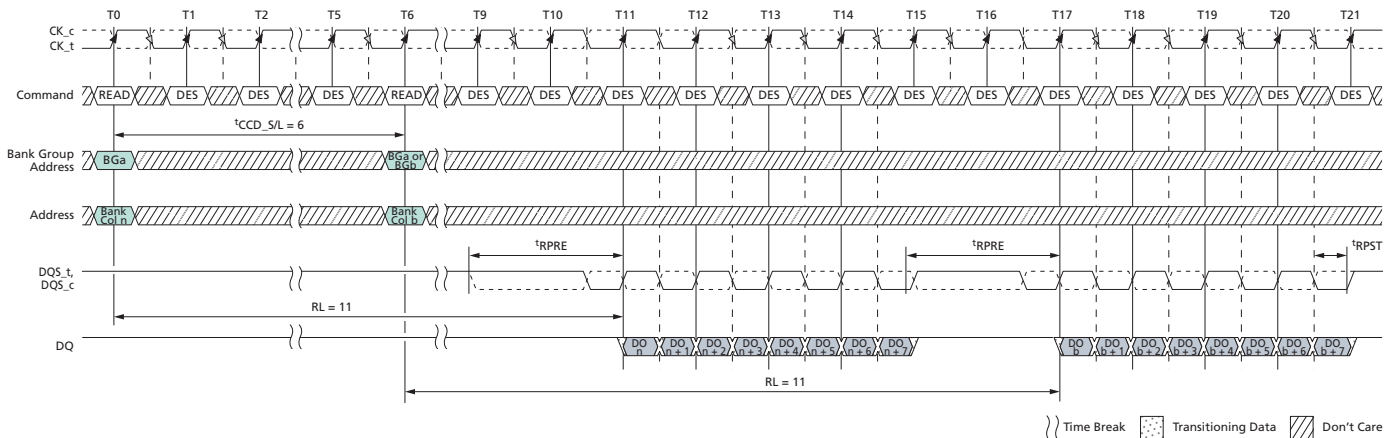 T0 T1 T2 T5 T6 T9 T10 T11 T12 T13 T14 T15 T16 T17 T18 T19 T20 T21
CK_c
CK_t
Command READ DES DES DES READ DES DES DES DES DES DES DES DES DES DES DES DES DES
tCCD_S/L = 6
Bank Group
Address
BGa
BGa or
BGb
Address
Bank
Col n
Bank
Col b
tRPRE tRPRE tRPST
DQS_t,
DQS_c
RL = 11
DQ
DO
n
DO
n + 1
DO
n + 2
DO
n + 3
DO
n + 4
DO
n + 5
DO
n + 6
DO
n + 7
DO
b
DO
b + 1
DO
b + 2
DO
b + 3
DO
b + 4
DO
b + 5
DO
b + 6
DO
b + 7
RL = 11
Time Break Transitioning Data Don't Care